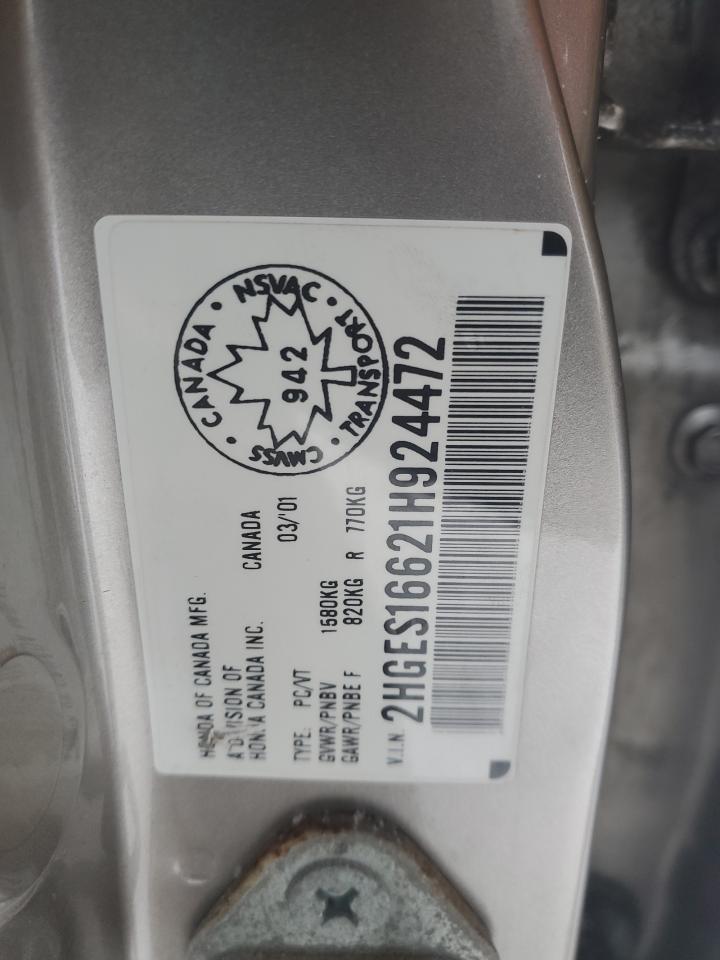 HONDA OF CANADA MFG.
A DIVISION OF
HONDA CANADA INC.
CANADA
03/'01
TYPE. PC/VT
GVWR/PNBV 1580KG
GAWR/PNBE F 820KG R 770KG
V.I.N. 2HGES16621H924472
CANADA · NSVAC · TRANSPORT · CMVSS ·
942